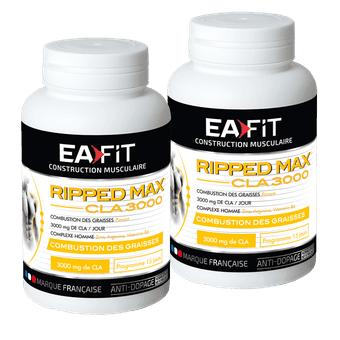 EAFIT
CONSTRUCTION MUSCULAIRE
RIPPED MAX
CLA 3000
COMBUSTION DES GRAISSES
3000 mg DE CLA / JOUR
COMPLEXE HOMME
COMBUSTION DES GRAISSES
3000 mg de CLA
Programme 15 jours
MARQUE FRANÇAISE
ANTI-DOPAGE
EAFIT
CONSTRUCTION MUSCULAIRE
RIPPED MAX
CLA 3000
COMBUSTION DES GRAISSES
3000 mg DE CLA / JOUR
COMPLEXE HOMME
COMBUSTION DES GRAISSES
3000 mg de CLA
Programme 15 jours
MARQUE FRANÇAISE
ANTI-DOPAGE